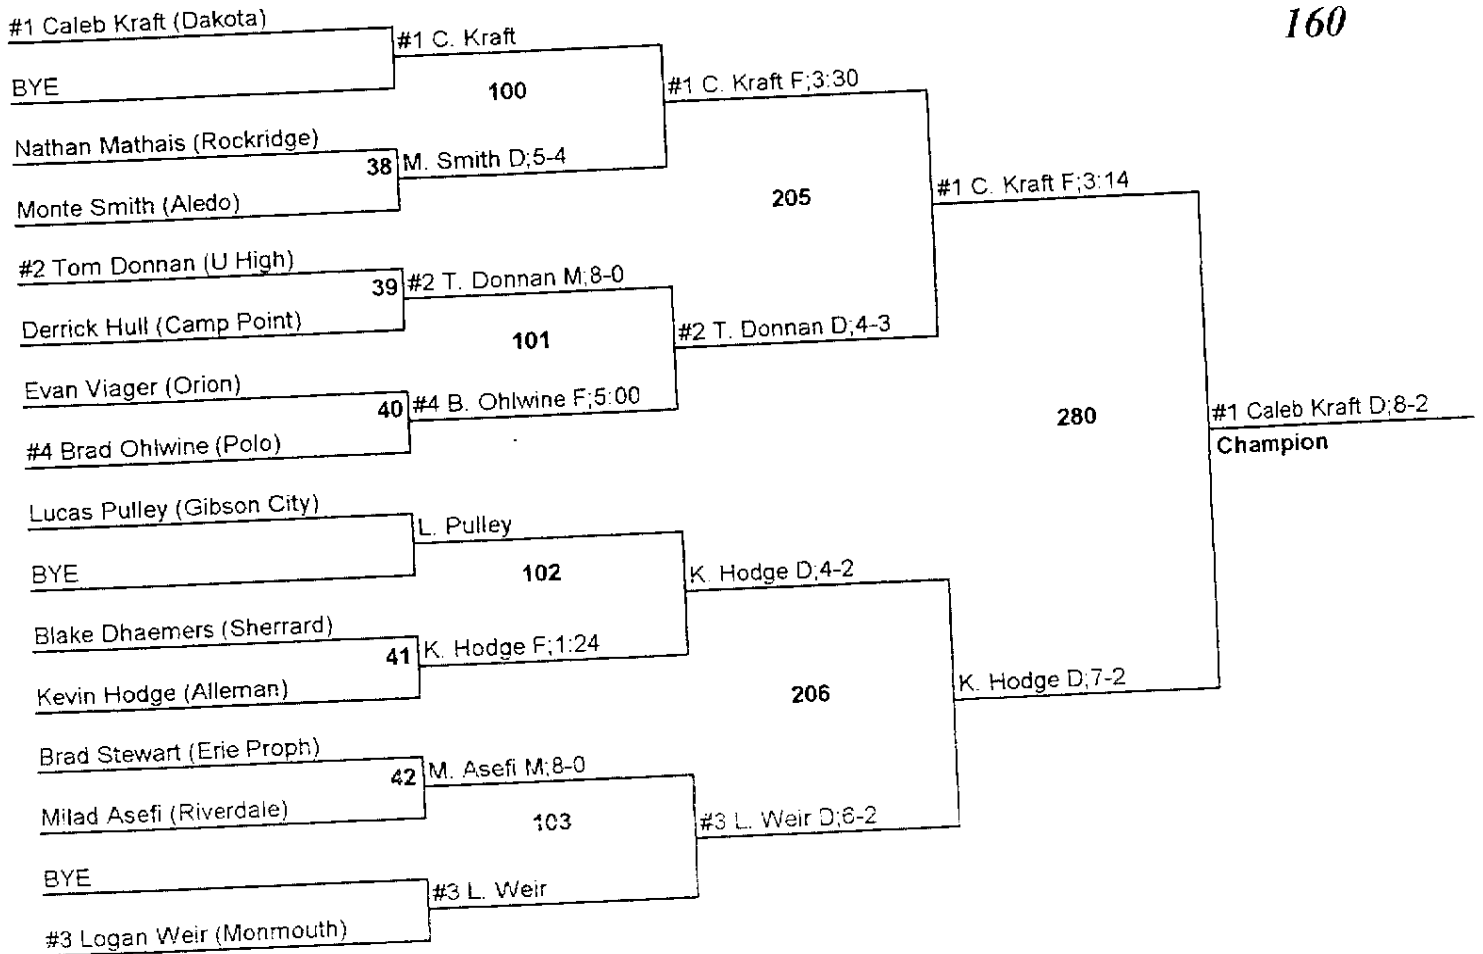 160
#1 Caleb Kraft (Dakota)
BYE
Nathan Mathais (Rockridge)
Monte Smith (Aledo)
#2 Tom Donnan (U High)
Derrick Hull (Camp Point)
Evan Viager (Orion)
#4 Brad Ohlwine (Polo)
Lucas Pulley (Gibson City)
BYE
Blake Dhaemers (Sherrard)
Kevin Hodge (Alleman)
Brad Stewart (Erie Proph)
Milad Asefi (Riverdale)
BYE
#3 Logan Weir (Monmouth)
#1 C. Kraft
38 M. Smith D;5-4
39 #2 T. Donnan M;8-0
40 #4 B. Ohlwine F;5:00
L. Pulley
41 K. Hodge F;1:24
42 M. Asefi M;8-0
#3 L. Weir
100
101
102
103
#1 C. Kraft F;3:30
#2 T. Donnan D;4-3
K. Hodge D;4-2
#3 L. Weir D;6-2
205
206
#1 C. Kraft F;3:14
K. Hodge D;7-2
280
#1 Caleb Kraft D;8-2
Champion